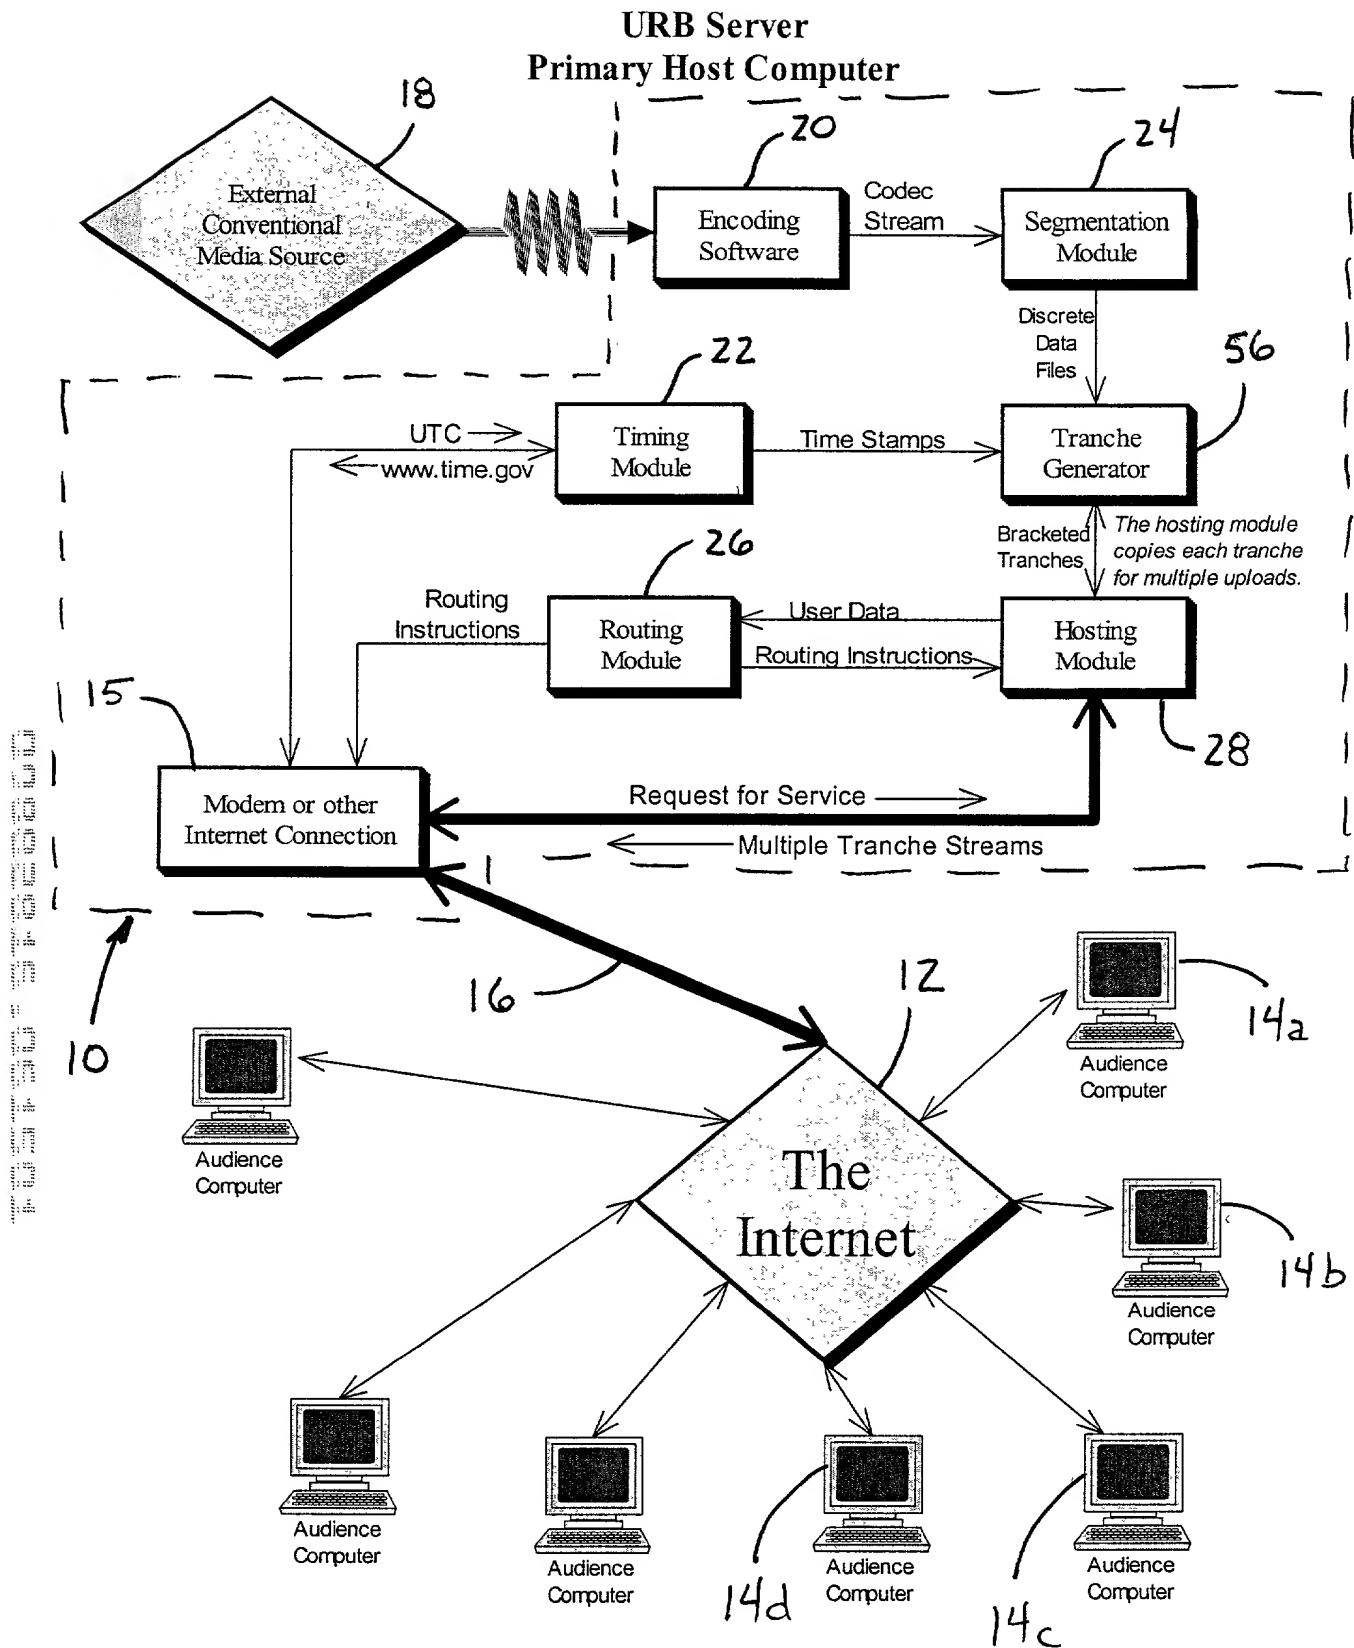 URB Server
Primary Host Computer
18
External
Conventional
Media Source
20
Encoding
Software
Codec
Stream
24
Segmentation
Module
Discrete
Data
Files
22
56
UTC
www.time.gov
Timing
Module
Time Stamps
Tranche
Generator
Bracketed
Tranches
The hosting module
copies each tranche
for multiple uploads.
26
Routing
Instructions
Routing
Module
User Data
Routing Instructions
Hosting
Module
28
15
Modem or other
Internet Connection
Request for Service
Multiple Tranche Streams
10
16
12
The
Internet
14a
Audience
Computer
Audience
Computer
14b
Audience
Computer
Audience
Computer
Audience
Computer
14d
Audience
Computer
14c
Audience
Computer